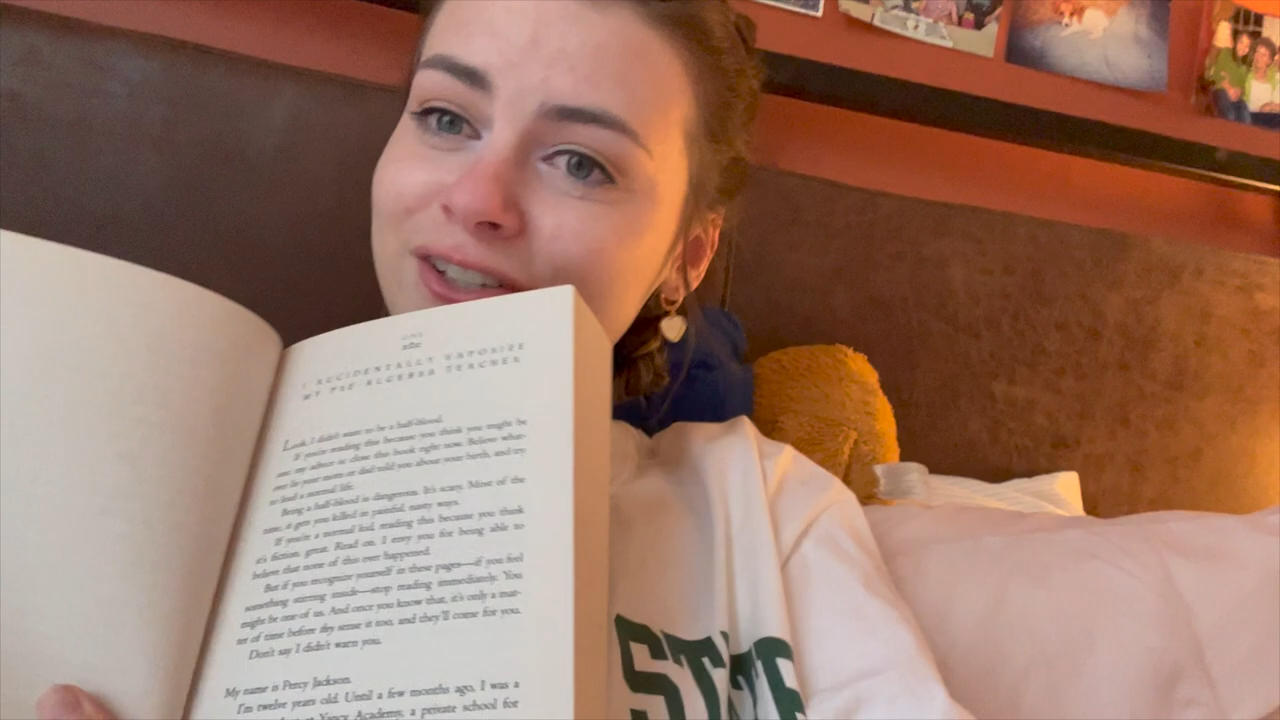 ONE
I ACCIDENTALLY VAPORIZE
MY PRE-ALGEBRA TEACHER
Look, I didn't want to be a half-blood.
If you're reading this because you think you might be
one, my advice is: close this book right now. Believe what-
ever lie your mom or dad told you about your birth, and try
to lead a normal life.
Being a half-blood is dangerous. It's scary. Most of the
time, it gets you killed in painful, nasty ways.
If you're a normal kid, reading this because you think
it's fiction, great. Read on. I envy you for being able to
believe that none of this ever happened.
But if you recognize yourself in these pages—if you feel
something stirring inside—stop reading immediately. You
might be one of us. And once you know that, it's only a mat-
ter of time before they sense it too, and they'll come for you.
Don't say I didn't warn you.
My name is Percy Jackson.
I'm twelve years old. Until a few months ago, I was a
at Yancy Academy, a private school for
STATE